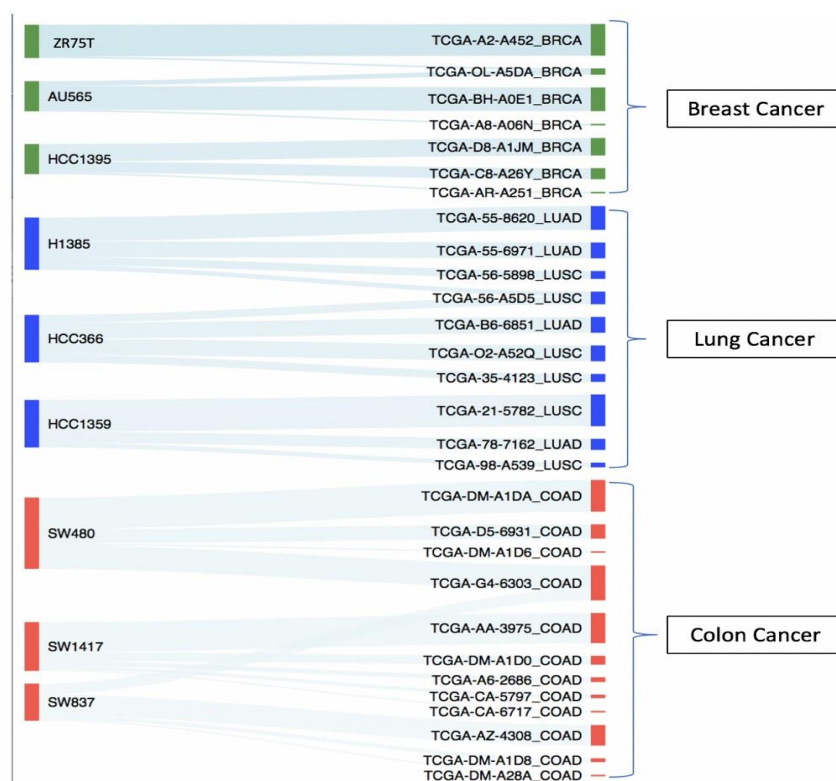 ZR75T
TCGA-A2-A452_BRCA
TCGA-OL-A5DA_BRCA
AU565
TCGA-BH-A0E1_BRCA
Breast Cancer
TCGA-A8-A06N_BRCA
TCGA-D8-A1JM_BRCA
HCC1395
TCGA-C8-A26Y_BRCA
TCGA-AR-A251_BRCA
TCGA-55-8620_LUAD
H1385
TCGA-55-6971_LUAD
TCGA-56-5898_LUSC
TCGA-56-A5D5_LUSC
TCGA-B6-6851_LUAD
Lung Cancer
HCC366
TCGA-O2-A52Q_LUSC
TCGA-35-4123_LUSC
TCGA-21-5782_LUSC
HCC1359
TCGA-78-7162_LUAD
TCGA-98-A539_LUSC
TCGA-DM-A1DA_COAD
SW480
TCGA-D5-6931_COAD
TCGA-DM-A1D6_COAD
TCGA-G4-6303_COAD
TCGA-AA-3975_COAD
Colon Cancer
SW1417
TCGA-DM-A1D0_COAD
TCGA-A6-2686_COAD
TCGA-CA-5797_COAD
SW837
TCGA-CA-6717_COAD
TCGA-AZ-4308_COAD
TCGA-DM-A1D8_COAD
TCGA-DM-A28A_COAD